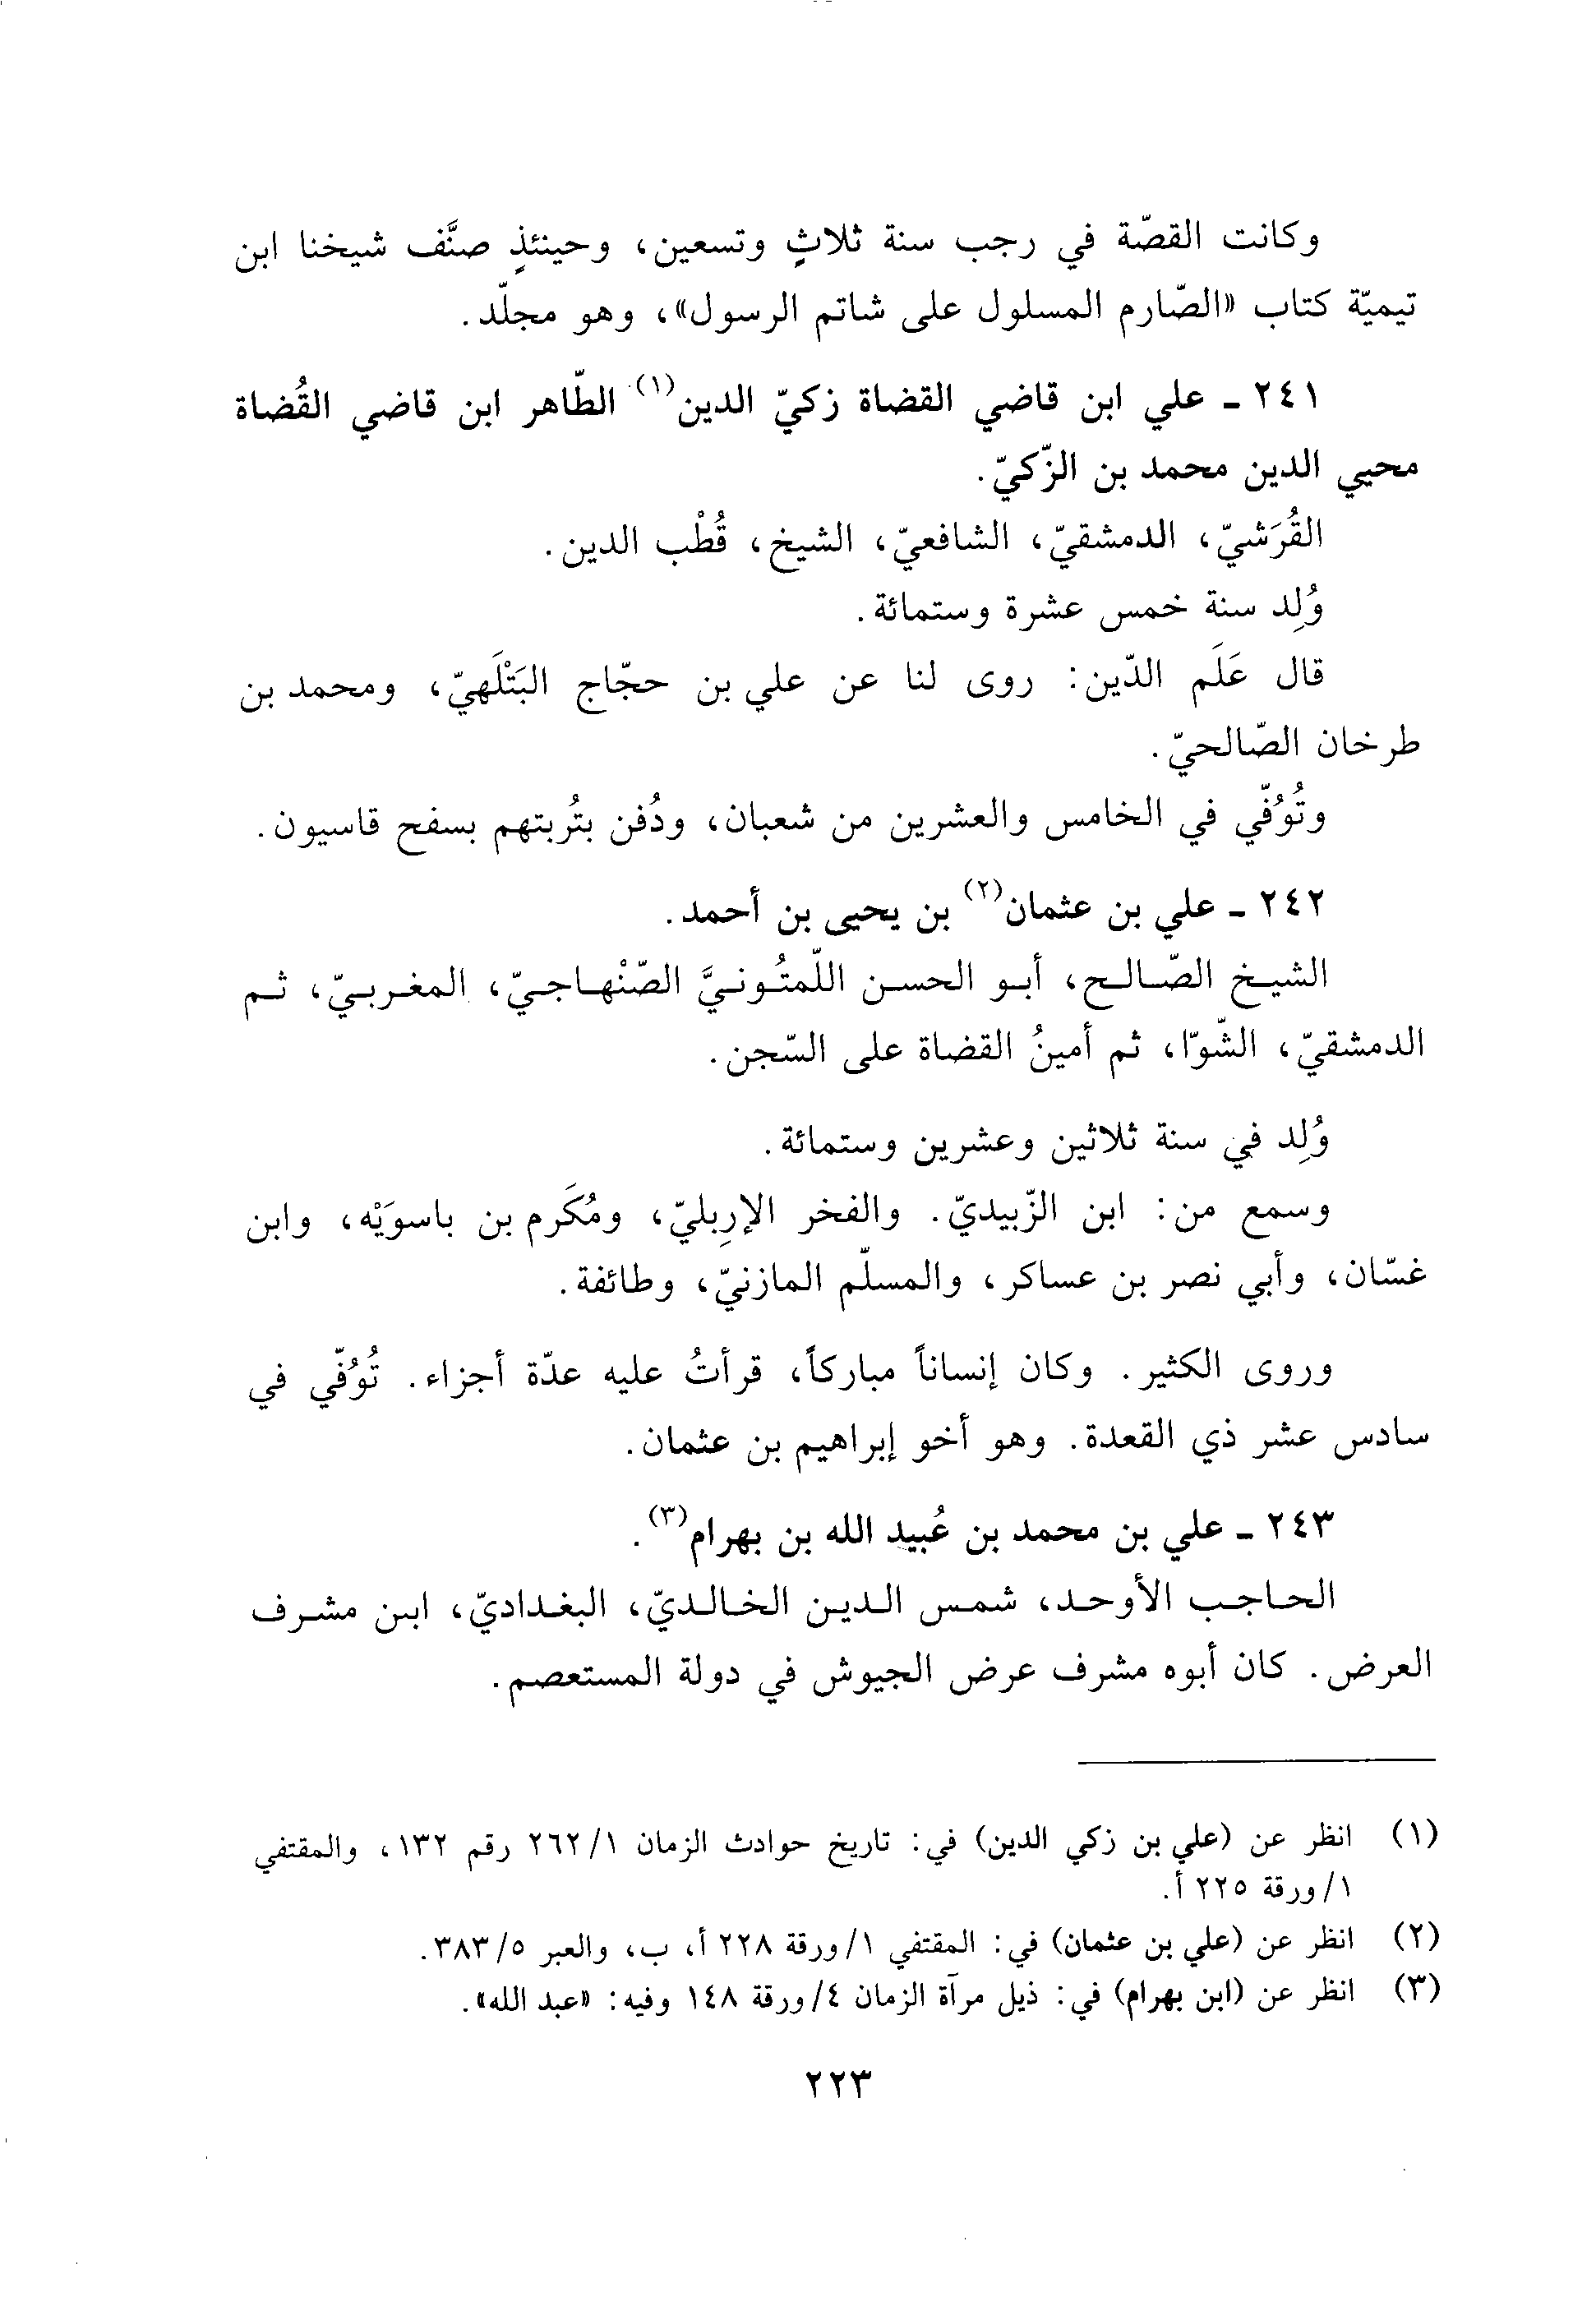 وكانت القصّة في رجب سنة ثلاثٍ وتسعين، وحينئذٍ صنَّف شيخنا ابن
تيميّة كتاب «الصّارم المسلول على شاتم الرسول»، وهو مجلّد.
٢٤١ ـ علي ابن قاضي القضاة زكيّ الدين(١) الطّاهر ابن قاضي القُضاة
محيي الدين محمد بن الزّكيّ.
القُرَشيّ، الدمشقيّ، الشافعيّ، الشيخ، قُطْب الدين.
وُلِد سنة خمس عشرة وستمائة.
قال عَلَم الدّين: روى لنا عن علي بن حجّاج البَتْلَهيّ، ومحمد بن
طرخان الصّالحيّ.
وتُوُفّي في الخامس والعشرين من شعبان، ودُفن بتُربتهم بسفح قاسيون.
٢٤٢ ـ علي بن عثمان(٢) بن يحيى بن أحمد.
الشيخ الصّالح، أبو الحسن اللّمتُونيَّ الصّنْهاجيّ، المغربيّ، ثم
الدمشقيّ، الشّوّا، ثم أمينُ القضاة على السّجن.
وُلِد في سنة ثلاثين وعشرين وستمائة.
وسمع من: ابن الزّبيديّ. والفخر الإرِبليّ، ومُكَرم بن باسوَيْه، وابن
غسّان، وأبي نصر بن عساكر، والمسلّم المازنيّ، وطائفة.
وروى الكثير. وكان إنساناً مباركاً، قرأتُ عليه عدّة أجزاء. تُوُفّي في
سادس عشر ذي القعدة. وهو أخو إبراهيم بن عثمان.
٢٤٣ ـ علي بن محمد بن عُبيد الله بن بهرام(٣).
الحاجب الأوحد، شمس الدين الخالديّ، البغداديّ، ابن مشرف
العرض. كان أبوه مشرف عرض الجيوش في دولة المستعصم.
(١) انظر عن (علي بن زكي الدين) في: تاريخ حوادث الزمان ١/ ٢٦٢ رقم ١٣٢، والمقتفي
١/ ورقة ٢٢٥ أ.
(٢) انظر عن (علي بن عثمان) في: المقتفي ١/ ورقة ٢٢٨ أ، ب، والعبر ٥/ ٣٨٣.
(٣) انظر عن (ابن بهرام) في: ذيل مرآة الزمان ٤/ ورقة ١٤٨ وفيه: «عبد الله».
٢٢٣